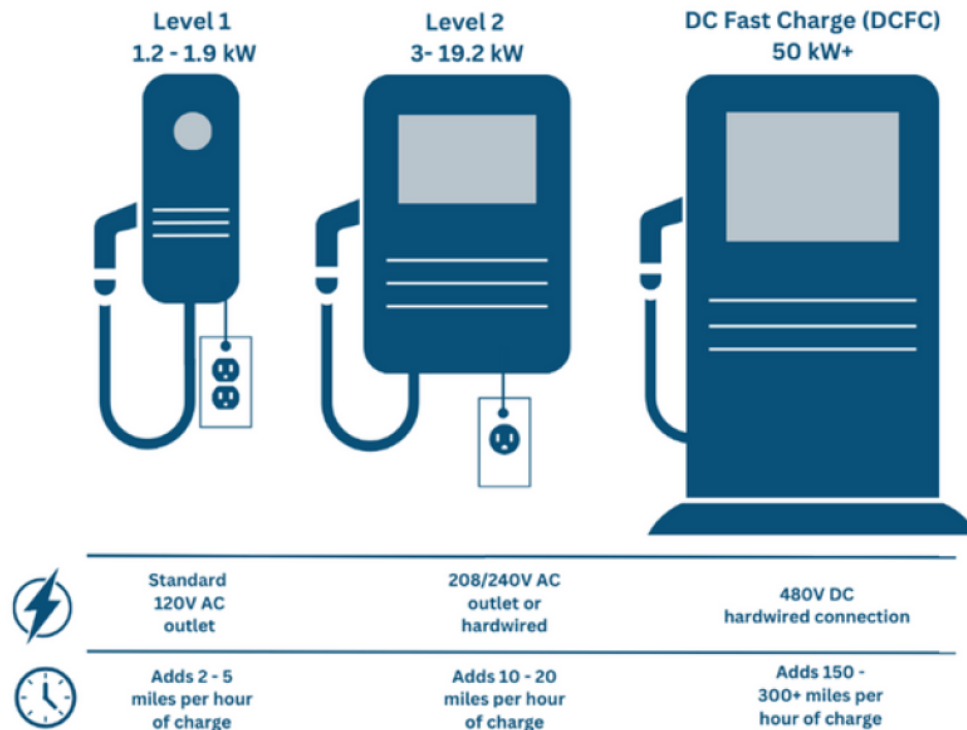 Level 1
1.2 - 1.9 kW
Level 2
3- 19.2 kW
DC Fast Charge (DCFC)
50 kW+
Standard
120V AC
outlet
208/240V AC
outlet or
hardwired
480V DC
hardwired connection
Adds 2 - 5
miles per hour
of charge
Adds 10 - 20
miles per hour
of charge
Adds 150 -
300+ miles per
hour of charge